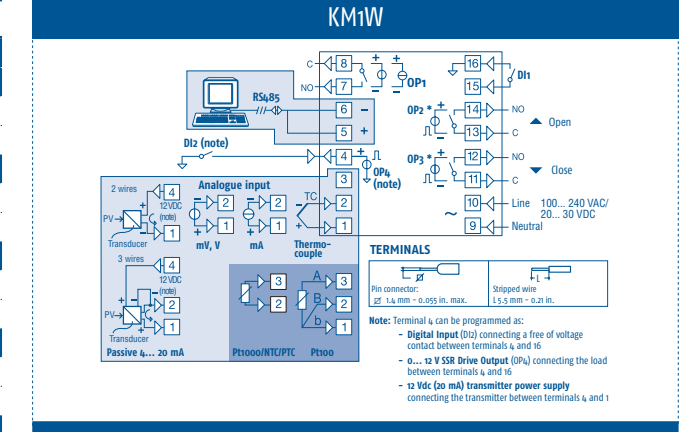 KM1W
C 8 + + 16
NO 7 - - OP1 15 DI1
RS485
6 -
5 +
OP2 * + 14 NO
- 13 C
Open
DI2 (note)
4 +
- OP4
(note)
OP3 * + 12 NO
- 11 C
Close
3
10 Line 100... 240 VAC/
20... 30 VDC
~ 9 Neutral
2 wires
4
12 VDC
(note)
PV
- +
1
Transducer
Analogue input
- 2
+ 1
mV, V
- 2
+ 1
mA
TC
- 2
+ 1
Thermo-
couple
3 wires
4
12 VDC
(note)
PV
- +
- 2
+ 1
Transducer
Passive 4... 20 mA
3
2
Pt1000/NTC/PTC
A 3
B 2
b 1
Pt100
TERMINALS
Pin connector:
⌀ 1.4 mm - 0.055 in. max.
L
Stripped wire
L 5.5 mm - 0.21 in.
Note: Terminal 4 can be programmed as:
- Digital Input (DI2) connecting a free of voltage
contact between terminals 4 and 16
- 0... 12 V SSR Drive Output (OP4) connecting the load
between terminals 4 and 16
- 12 Vdc (20 mA) transmitter power supply
connecting the transmitter between terminals 4 and 1